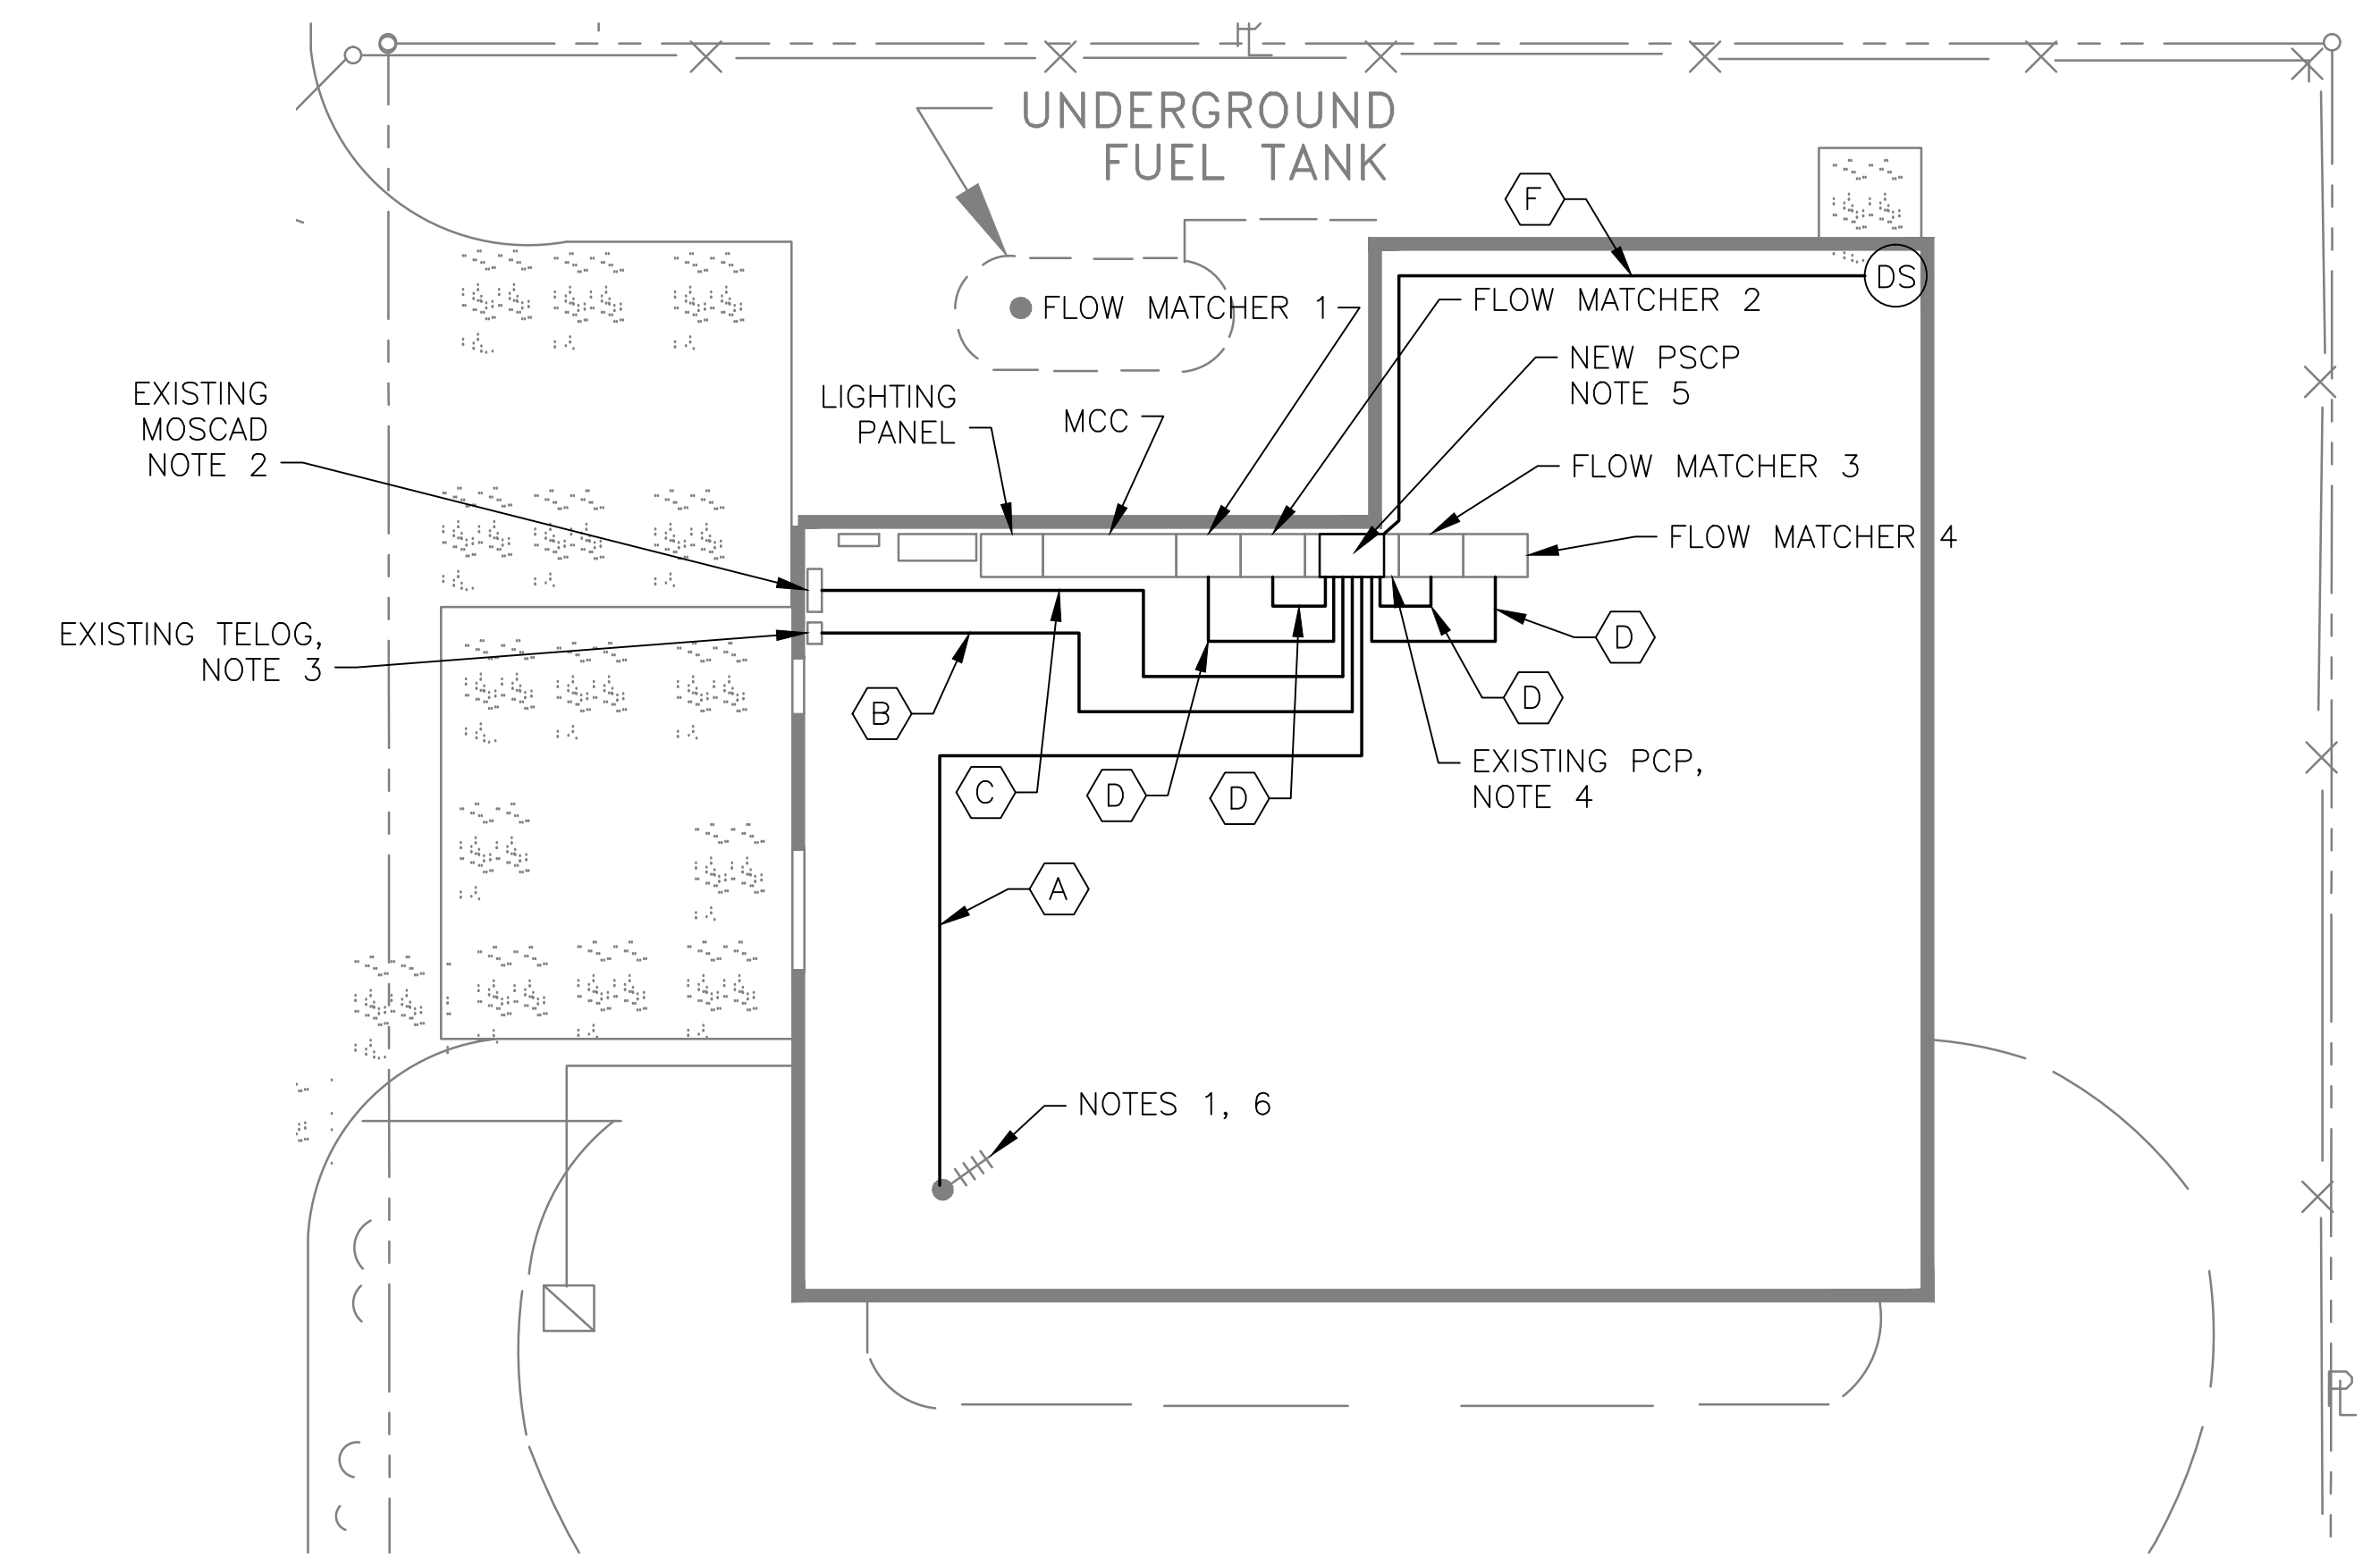 UNDERGROUND
FUEL TANK
F
DS
FLOW MATCHER 1
FLOW MATCHER 2
NEW PSCP
NOTE 5
LIGHTING
PANEL
MCC
EXISTING
MOSCAD
NOTE 2
FLOW MATCHER 3
FLOW MATCHER 4
EXISTING TELOG,
NOTE 3
D
D
B
C
D
D
EXISTING PCP,
NOTE 4
A
NOTES 1, 6
PL
PL